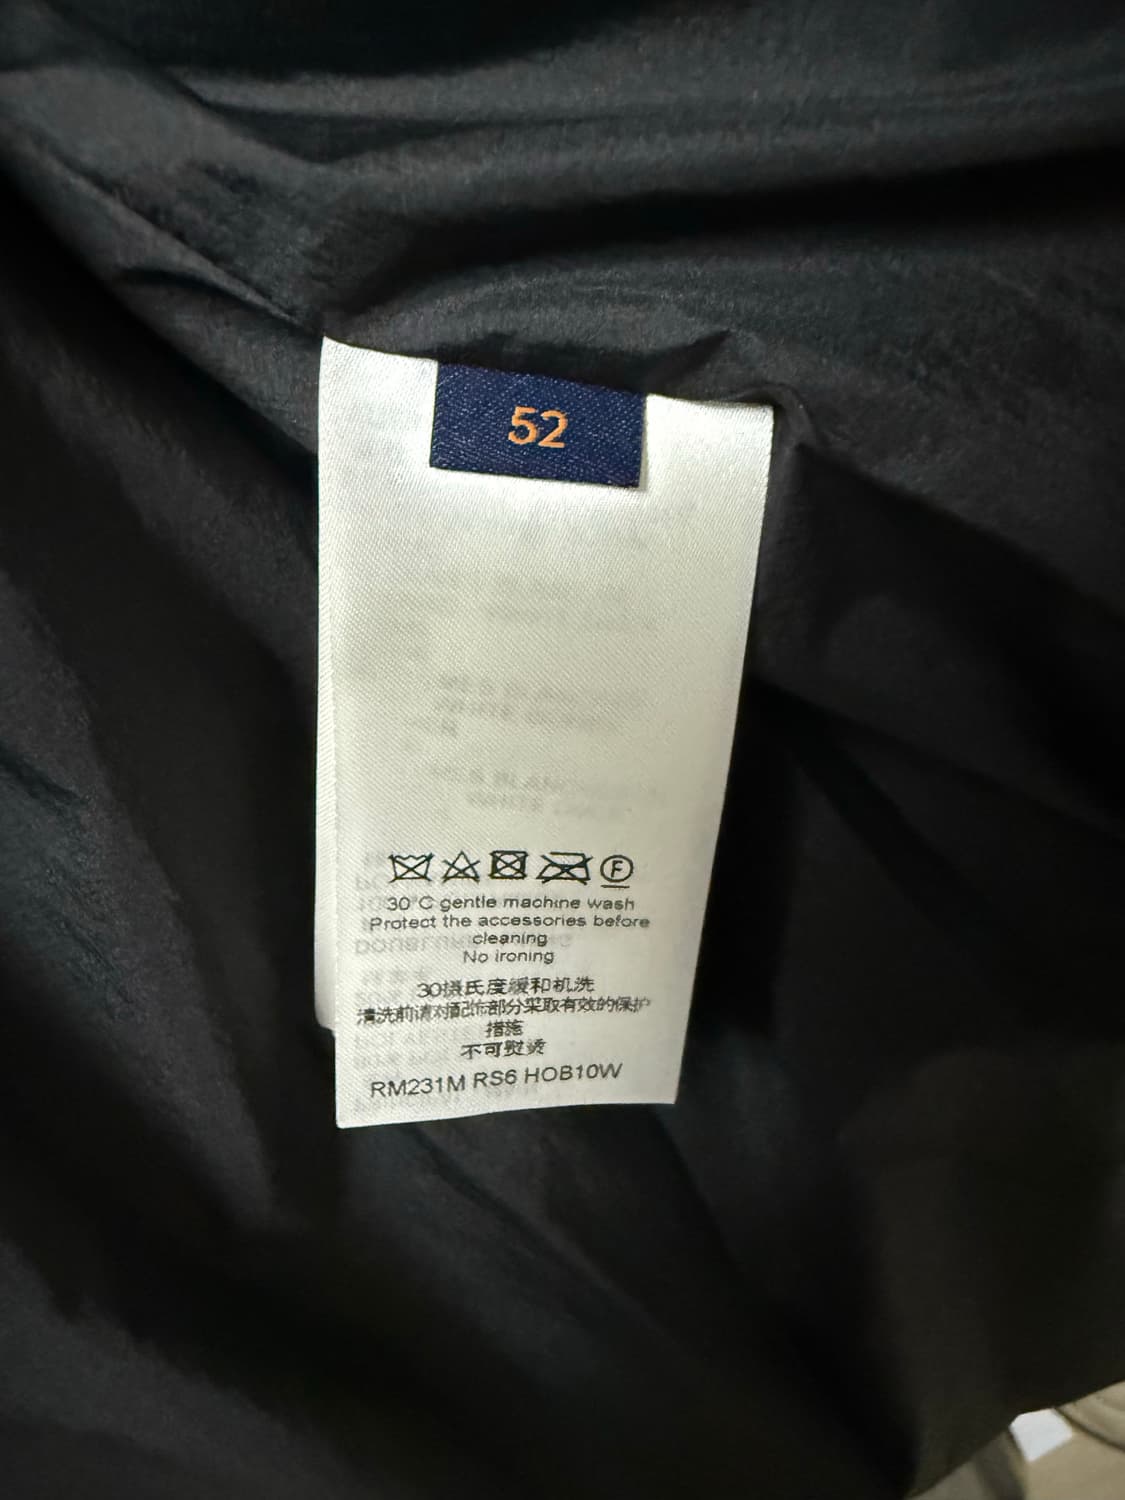 52
F
30°C gentle machine wash
Protect the accessories before
cleaning
No ironing
30摄氏度缓和机洗
清洗前请对配饰部分采取有效的保护
措施
不可熨烫
RM231M RS6 HOB10W